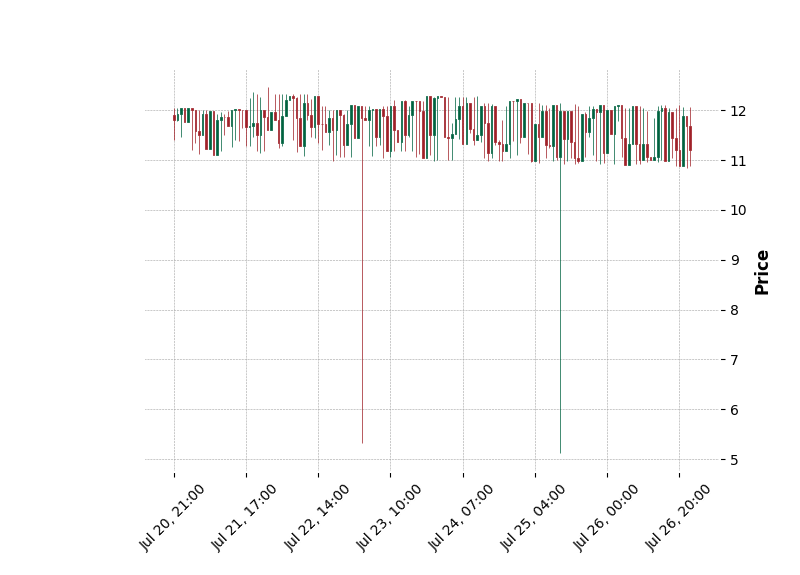 12
11
10
9
8
7
6
5
Price
Jul 20, 21:00
Jul 21, 17:00
Jul 22, 14:00
Jul 23, 10:00
Jul 24, 07:00
Jul 25, 04:00
Jul 26, 00:00
Jul 26, 20:00